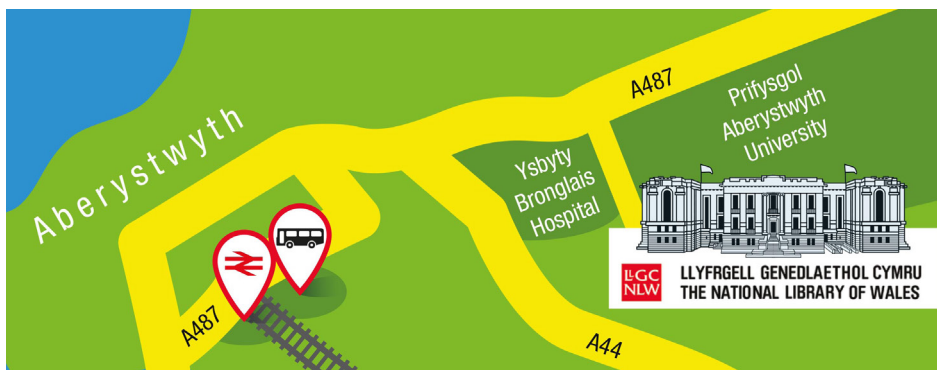 Aberystwyth
A487
Prifysgol
Aberystwyth
University
Ysbyty
Bronglais
Hospital
LLGC
NLW
LLYFRGELL GENEDLAETHOL CYMRU
THE NATIONAL LIBRARY OF WALES
A487
A44